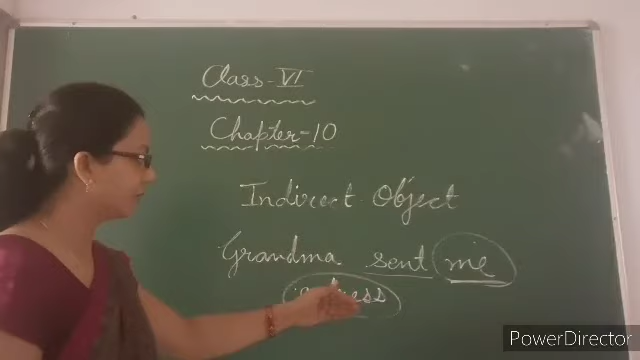 Class-VI
Chapter-10
Indirect Object
Grandma sent me
PowerDirector